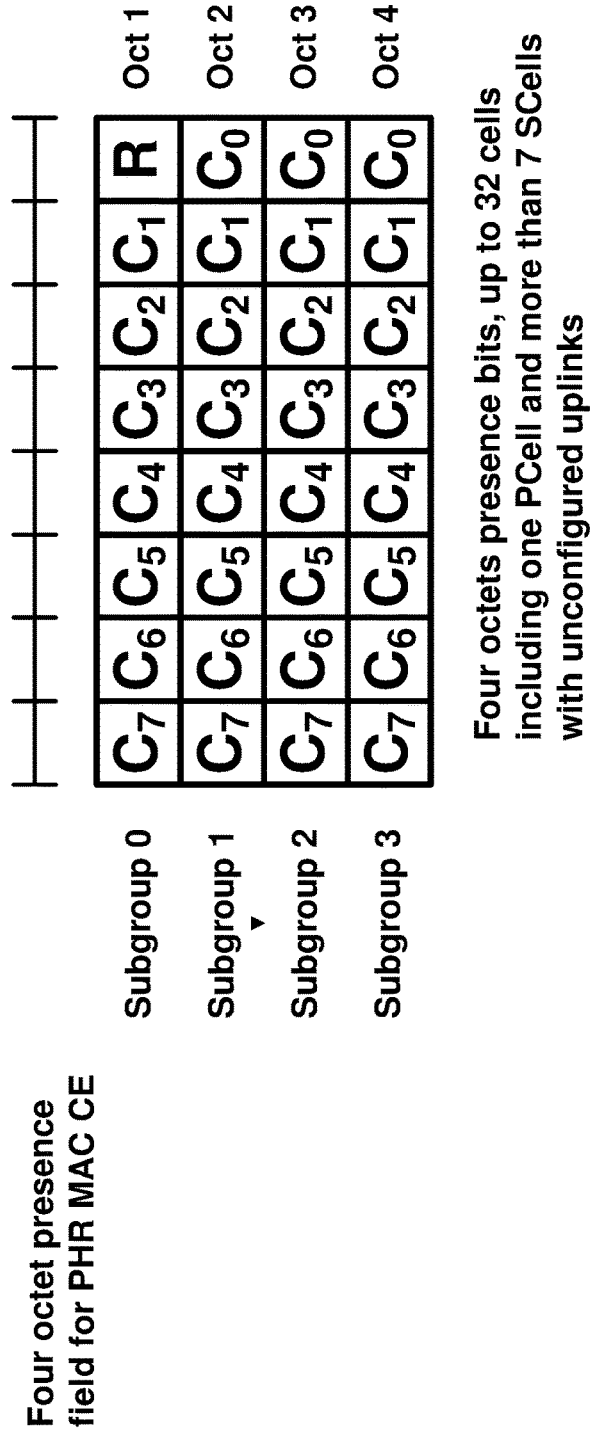 Four octet presence
field for PHR MAC CE
Subgroup 0 C7 C6 C5 C4 C3 C2 C1 R Oct 1
Subgroup 1 C7 C6 C5 C4 C3 C2 C1 C0 Oct 2
Subgroup 2 C7 C6 C5 C4 C3 C2 C1 C0 Oct 3
Subgroup 3 C7 C6 C5 C4 C3 C2 C1 C0 Oct 4
Four octets presence bits, up to 32 cells
including one PCell and more than 7 SCells
with unconfigured uplinks